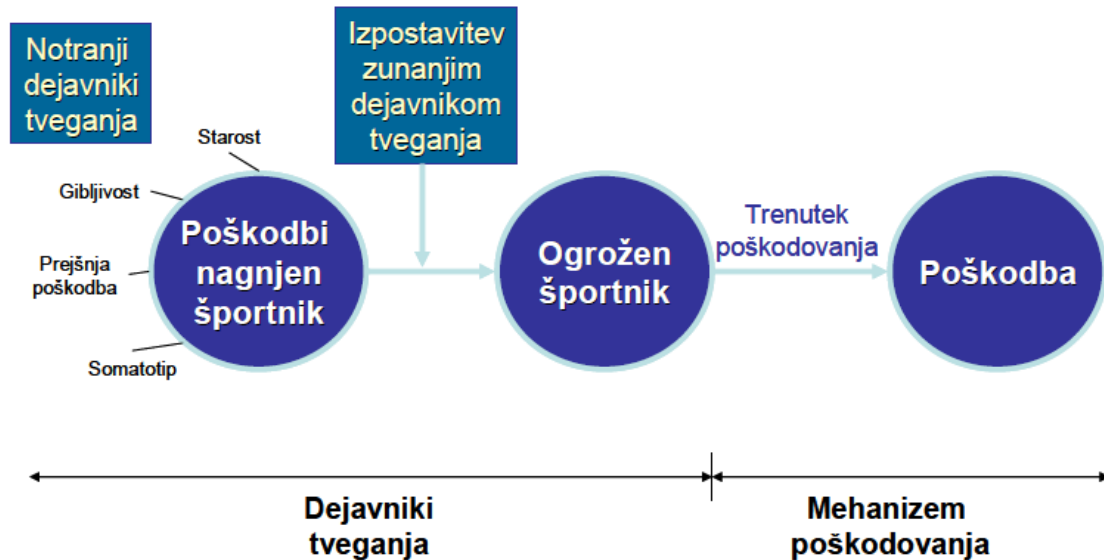 Notranji
dejavniki
tveganja
Izpostavitev
zunanjim
dejavnikom
tveganja
Starost
Gibljivost
Prejšnja
poškodba
Somatotip
Poškodbi
nagnjen
športnik
Ogrožen
športnik
Trenutek
poškodovanja
Poškodba
Dejavniki
tveganja
Mehanizem
poškodovanja